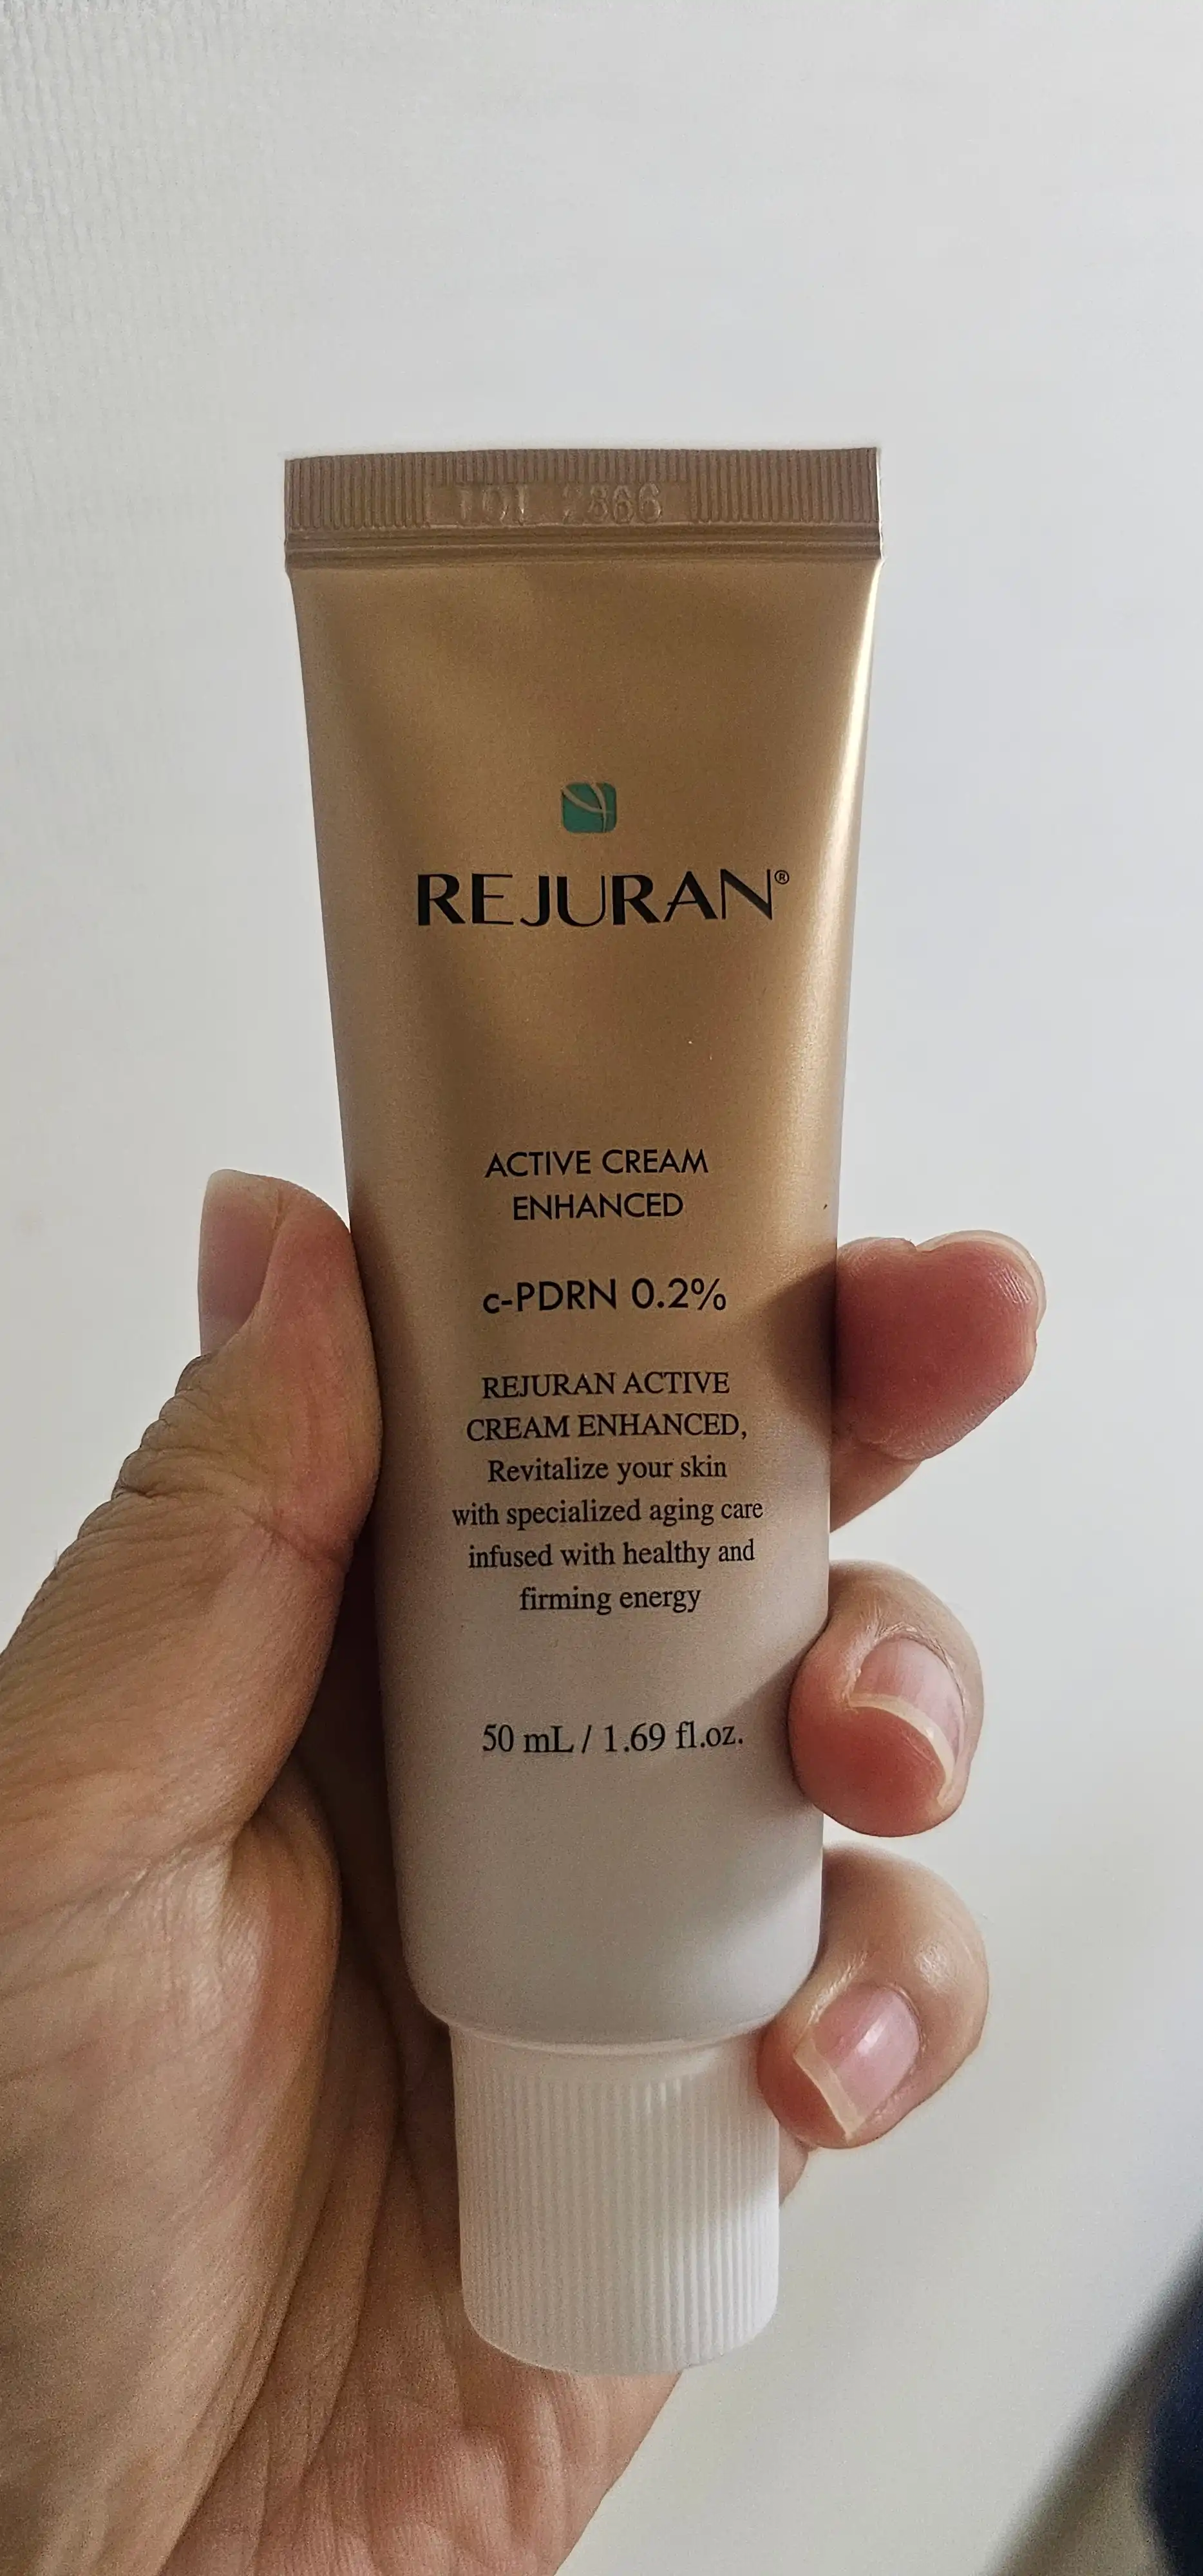 REJURAN®
ACTIVE CREAM
ENHANCED
c-PDRN 0.2%
REJURAN ACTIVE
CREAM ENHANCED,
Revitalize your skin
with specialized aging care
infused with healthy and
firming energy
50 mL / 1.69 fl.oz.